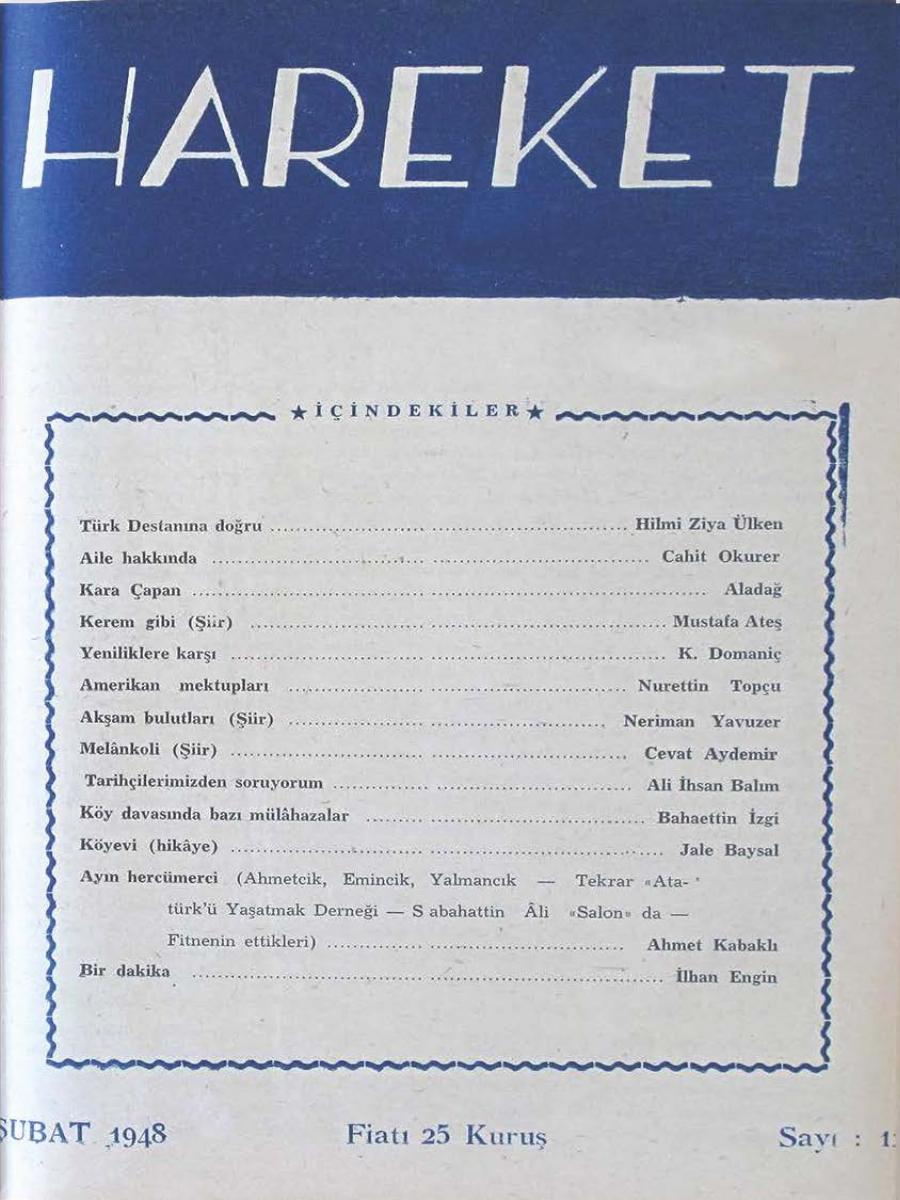 HAREKET
★ İÇİNDEKİLER ★
Türk Destanına doğru ........ Hilmi Ziya Ülken
Aile hakkında ........ Cahit Okurer
Kara Çapan ........ Aladağ
Kerem gibi (Şiir) ........ Mustafa Ateş
Yeniliklere karşı ........ K. Domaniç
Amerikan mektupları ........ Nurettin Topçu
Akşam bulutları (Şiir) ........ Neriman Yavuzer
Melânkoli (Şiir) ........ Cevat Aydemir
Tarihçilerimizden soruyorum ........ Ali İhsan Balım
Köy davasında bazı mülâhazalar ........ Bahaettin İzgi
Köyevi (hikâye) ........ Jale Baysal
Ayın hercümerci (Ahmetcik, Emincik, Yalmancık — Tekrar «Ata-
türk'ü Yaşatmak Derneği — S abahattin Âli «Salon» da —
Fitnenin ettikleri) ........ Ahmet Kabaklı
Bir dakika ........ İlhan Engin
ŞUBAT 1948 Fiatı 25 Kuruş Sayı :